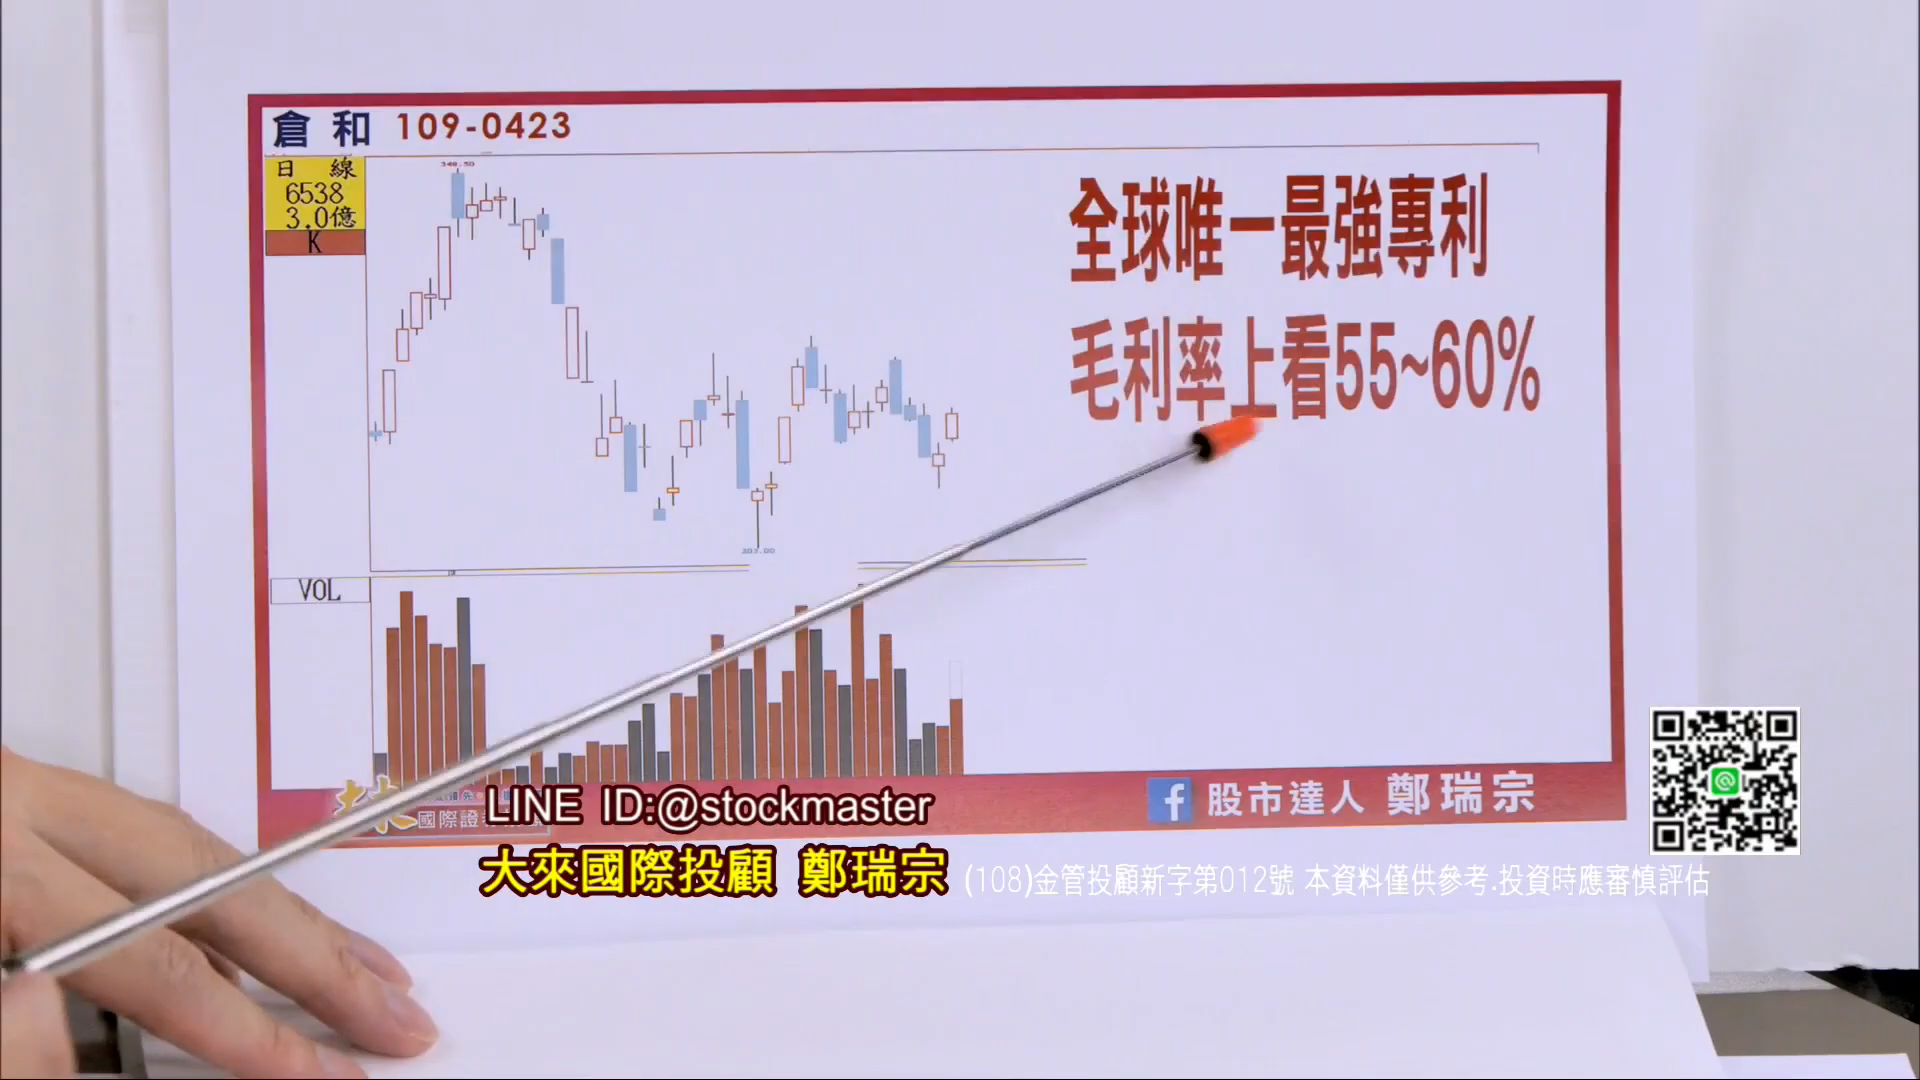 倉和 109-0423
日線
6538
3.0億
K
348.50
全球唯一最強專利
毛利率上看55~60%
203.00
VOL
國際證
LINE ID:@stockmaster
股市達人 鄭瑞宗
大來國際投顧 鄭瑞宗
(108)金管投顧新字第012號 本資料僅供參考.投資時應審慎評估